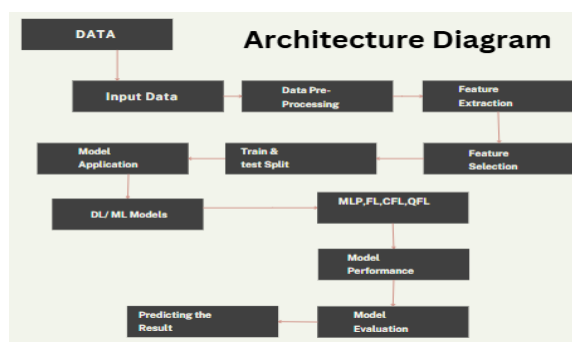 DATA
Architecture Diagram
Input Data
Data Pre-
Processing
Feature
Extraction
Model
Application
Train &
test Split
Feature
Selection
DL/ ML Models
MLP,FL,CFL,QFL
Model
Performance
Predicting the
Result
Model
Evaluation